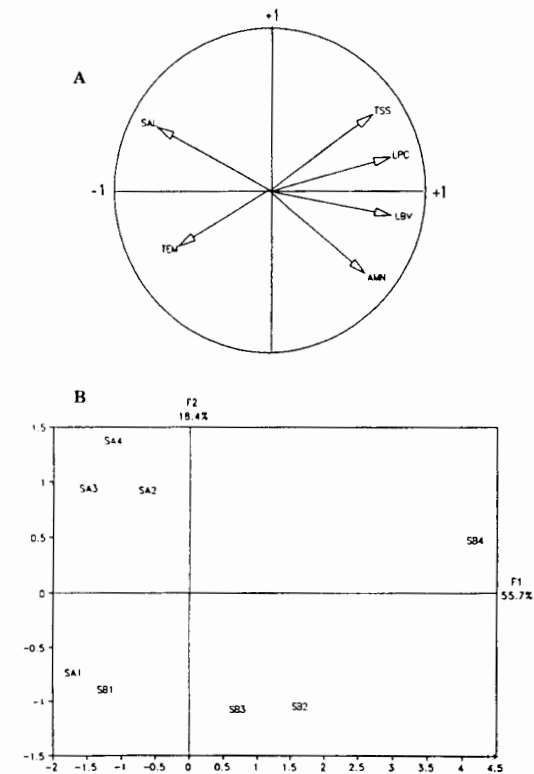 +1
A
TSS
SAL
LPC
-1
+1
LBV
TEM
AMN
B
F2
18.4%
1.5
SA4
1
SA3
SA2
0.5
SB4
F1
0
55.7%
-0.5
SA1
SB1
-1
SB3
SB2
-1.5
-2 -1.5 -1 -0.5 0 0.5 1 1.5 2 2.5 3 3.5 4 4.5